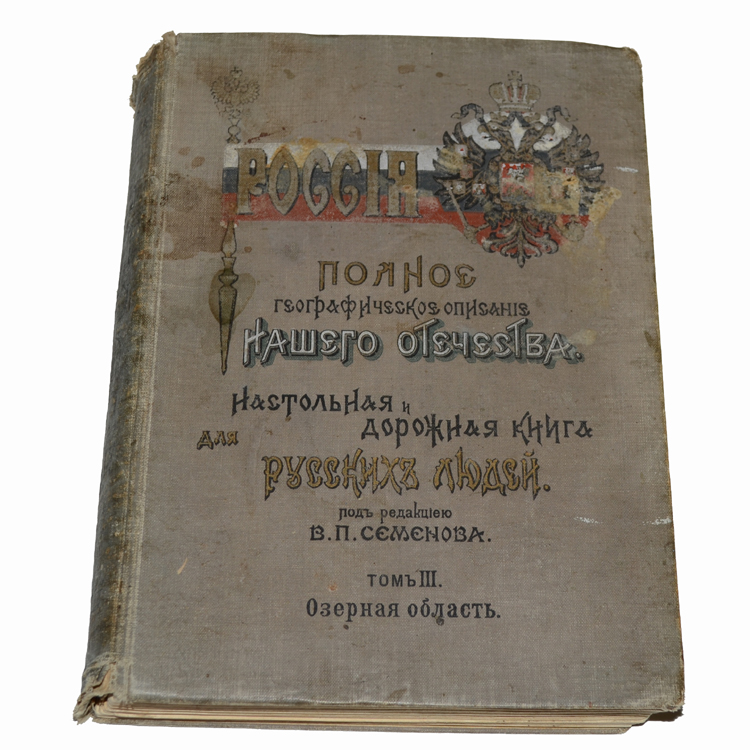 РОССІЯ
ПОЛНОЕ
ГЕОГРАФИЧЕСКОЕ ОПИСАНІЕ
НАШЕГО ОТЕЧЕСТВА.
НАСТОЛЬНАЯ и
ДОРОЖНАЯ КНИГА
для
РУССКИХЪ ЛЮДЕЙ.
подъ редакціею
В.П.СЕМЕНОВА.
ТОМЪ III.
Озерная область.